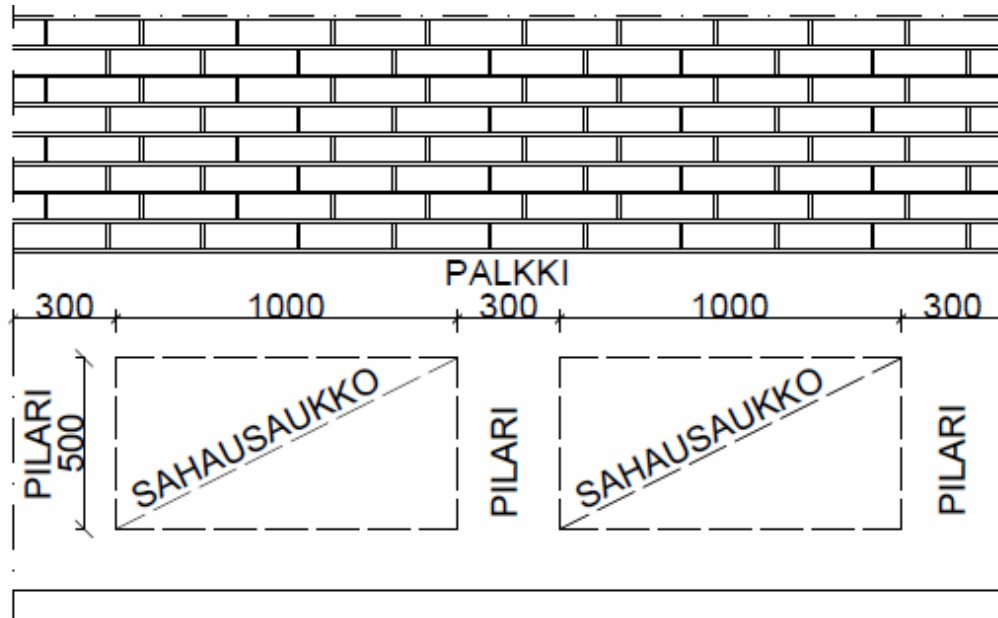 PALKKI
300 1000 300 1000 300
PILARI
500
SAHAUSAUKKO
PILARI
SAHAUSAUKKO
PILARI